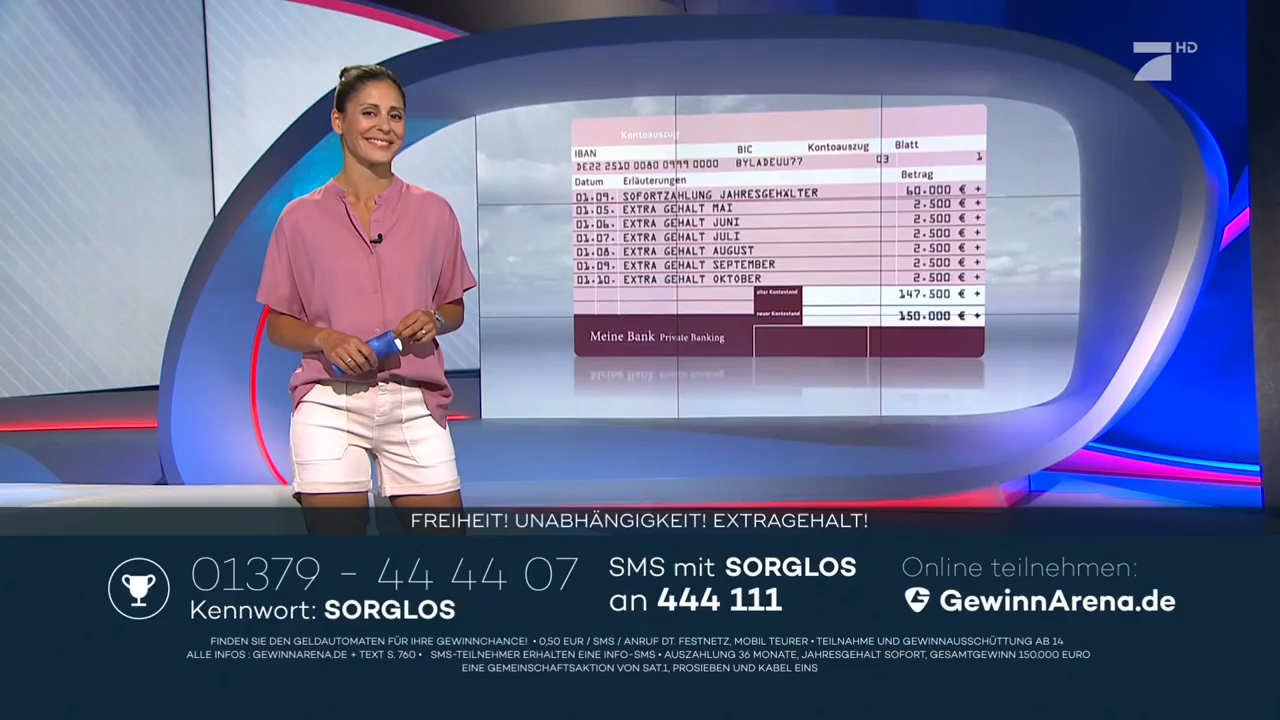 HD
Kontoauszug
IBAN BIC Kontoauszug Blatt
DE22 2510 0080 0999 0000 BYLADEUU77 03 1
Datum Erläuterungen Betrag
01.09. SOFORTZAHLUNG JAHRESGEHÄLTER 60.000 € +
01.05. EXTRA GEHALT MAI 2.500 € +
01.06. EXTRA GEHALT JUNI 2.500 € +
01.07. EXTRA GEHALT JULI 2.500 € +
01.08. EXTRA GEHALT AUGUST 2.500 € +
01.09. EXTRA GEHALT SEPTEMBER 2.500 € +
01.10. EXTRA GEHALT OKTOBER 2.500 € +
alter Kontostand 147.500 € +
neuer Kontostand 150.000 € +
Meine Bank Private Banking
FREIHEIT! UNABHÄNGIGKEIT! EXTRAGEHALT!
01379 - 44 44 07
Kennwort: SORGLOS
SMS mit SORGLOS
an 444 111
Online teilnehmen:
GewinnArena.de
FINDEN SIE DEN GELDAUTOMATEN FÜR IHRE GEWINNCHANCE! • 0,50 EUR / SMS / ANRUF DT. FESTNETZ, MOBIL TEURER • TEILNAHME UND GEWINNAUSSCHÜTTUNG AB 14
ALLE INFOS : GEWINNARENA.DE + TEXT S. 760 • SMS-TEILNEHMER ERHALTEN EINE INFO-SMS • AUSZAHLUNG 36 MONATE, JAHRESGEHALT SOFORT, GESAMTGEWINN 150.000 EURO
EINE GEMEINSCHAFTSAKTION VON SAT.1, PROSIEBEN UND KABEL EINS